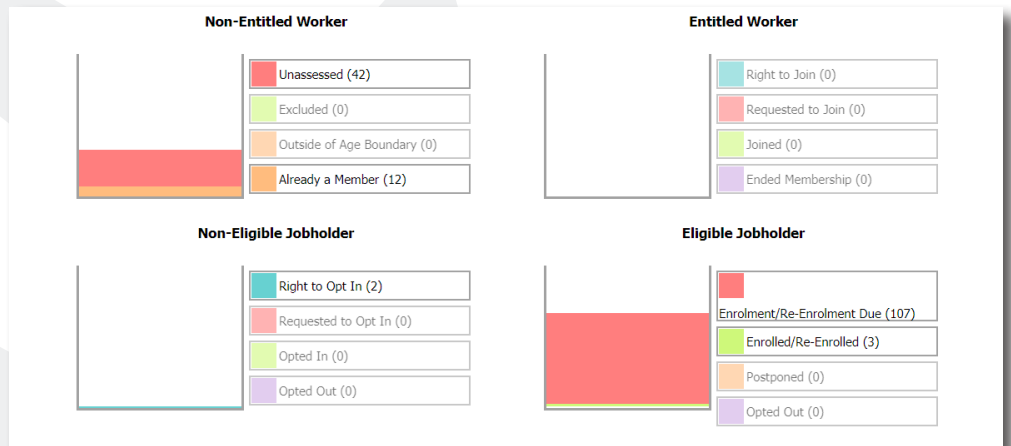 Non-Entitled Worker
Unassessed (42)
Excluded (0)
Outside of Age Boundary (0)
Already a Member (12)
Entitled Worker
Right to Join (0)
Requested to Join (0)
Joined (0)
Ended Membership (0)
Non-Eligible Jobholder
Right to Opt In (2)
Requested to Opt In (0)
Opted In (0)
Opted Out (0)
Eligible Jobholder
Enrolment/Re-Enrolment Due (107)
Enrolled/Re-Enrolled (3)
Postponed (0)
Opted Out (0)